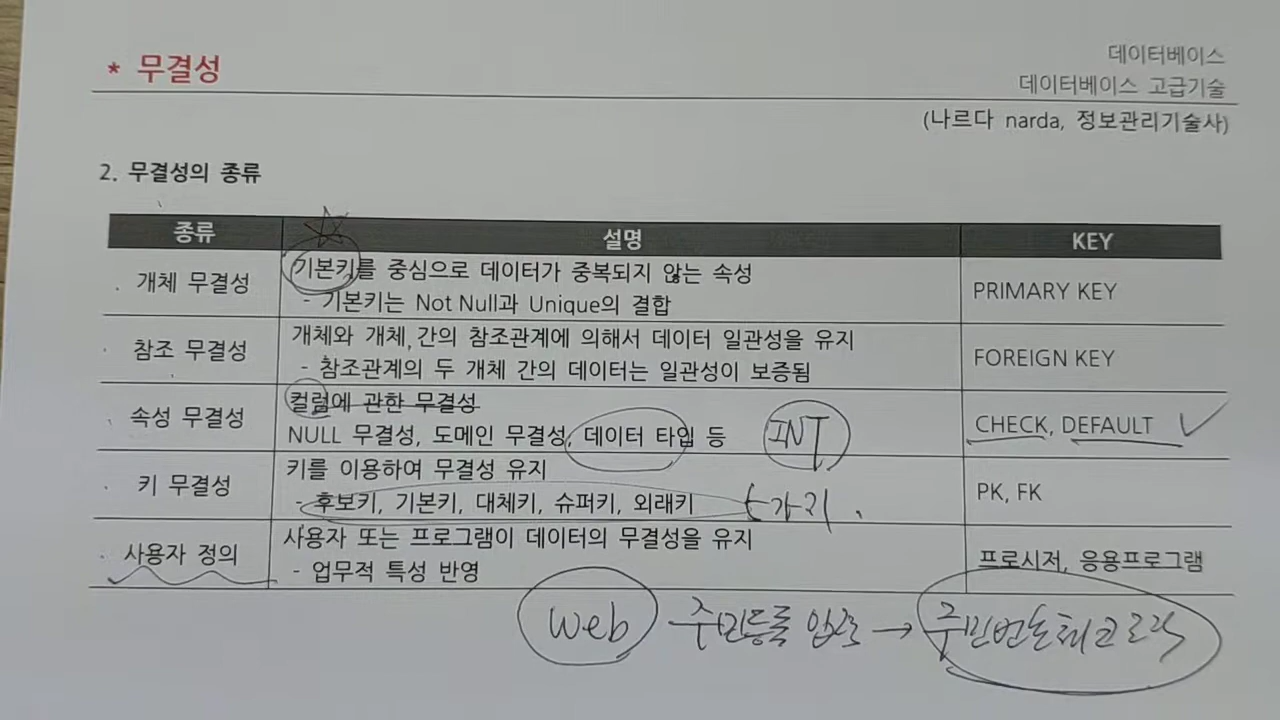 * 무결성
데이터베이스
데이터베이스 고급기술
(나르다 narda, 정보관리기술사)
2. 무결성의 종류
종류 설명 KEY
개체 무결성
기본키를 중심으로 데이터가 중복되지 않는 속성
- 기본키는 Not Null과 Unique의 결합
PRIMARY KEY
참조 무결성
개체와 개체 간의 참조관계에 의해서 데이터 일관성을 유지
- 참조관계의 두 개체 간의 데이터는 일관성이 보증됨
FOREIGN KEY
속성 무결성
컬럼에 관한 무결성
NULL 무결성, 도메인 무결성, 데이터 타입 등 INT
CHECK, DEFAULT
키 무결성
키를 이용하여 무결성 유지
- 후보키, 기본키, 대체키, 슈퍼키, 외래키 5가지.
PK, FK
사용자 정의
사용자 또는 프로그램이 데이터의 무결성을 유지
- 업무적 특성 반영
프로시저, 응용프로그램
Web 주민등록 입력 → 주민번호 체크 로직